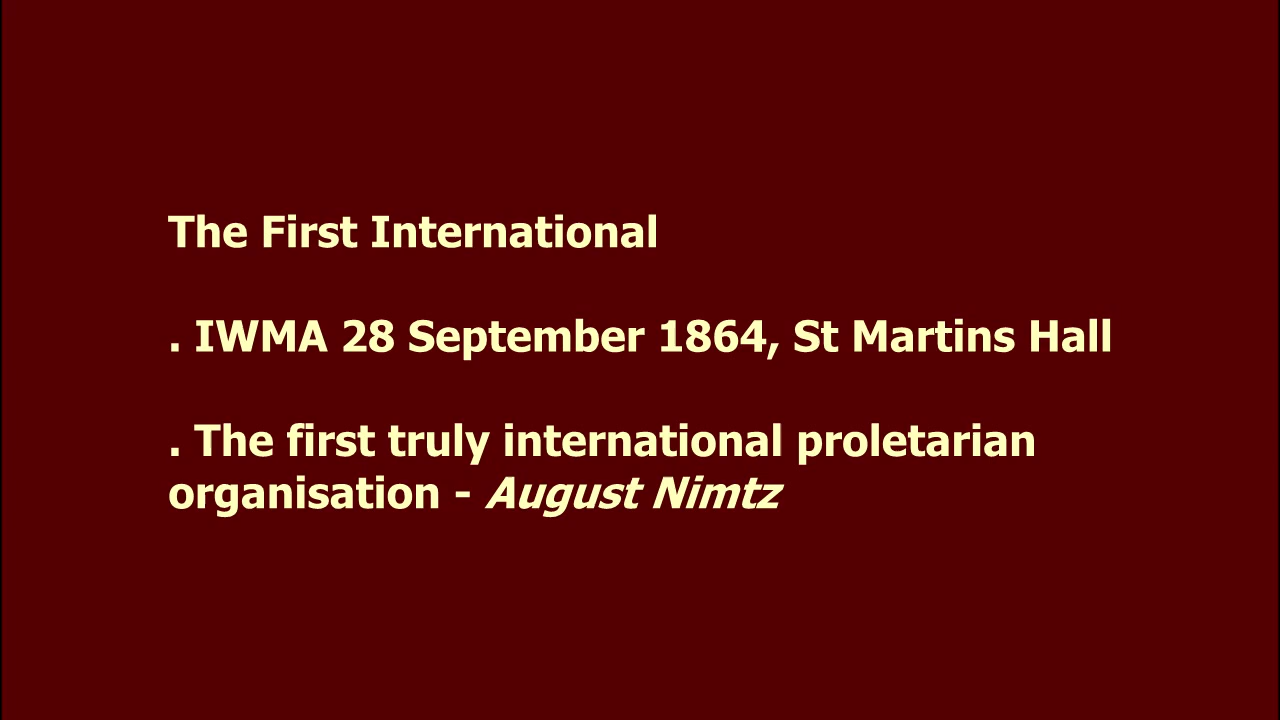 The First International
. IWMA 28 September 1864, St Martins Hall
. The first truly international proletarian
organisation - August Nimtz